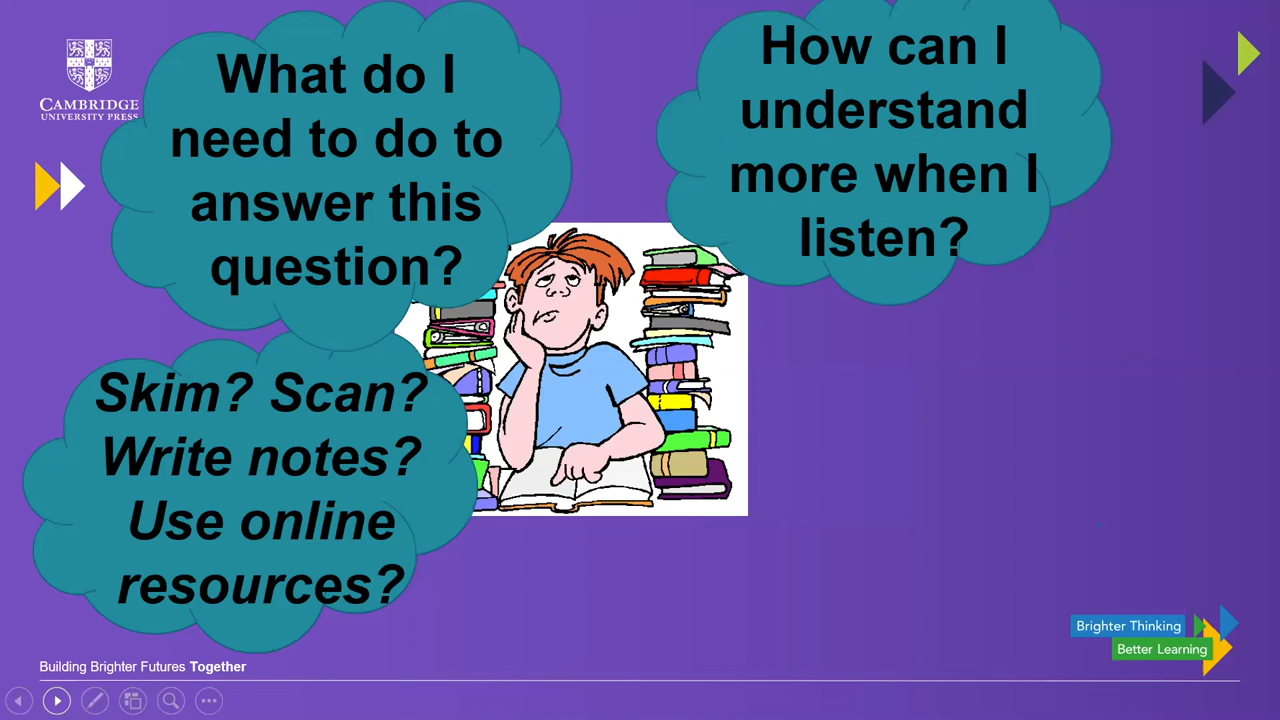 CAMBRIDGE
UNIVERSITY PRESS
What do I
need to do to
answer this
question?
How can I
understand
more when I
listen?
Skim? Scan?
Write notes?
Use online
resources?
Brighter Thinking
Better Learning
Building Brighter Futures Together